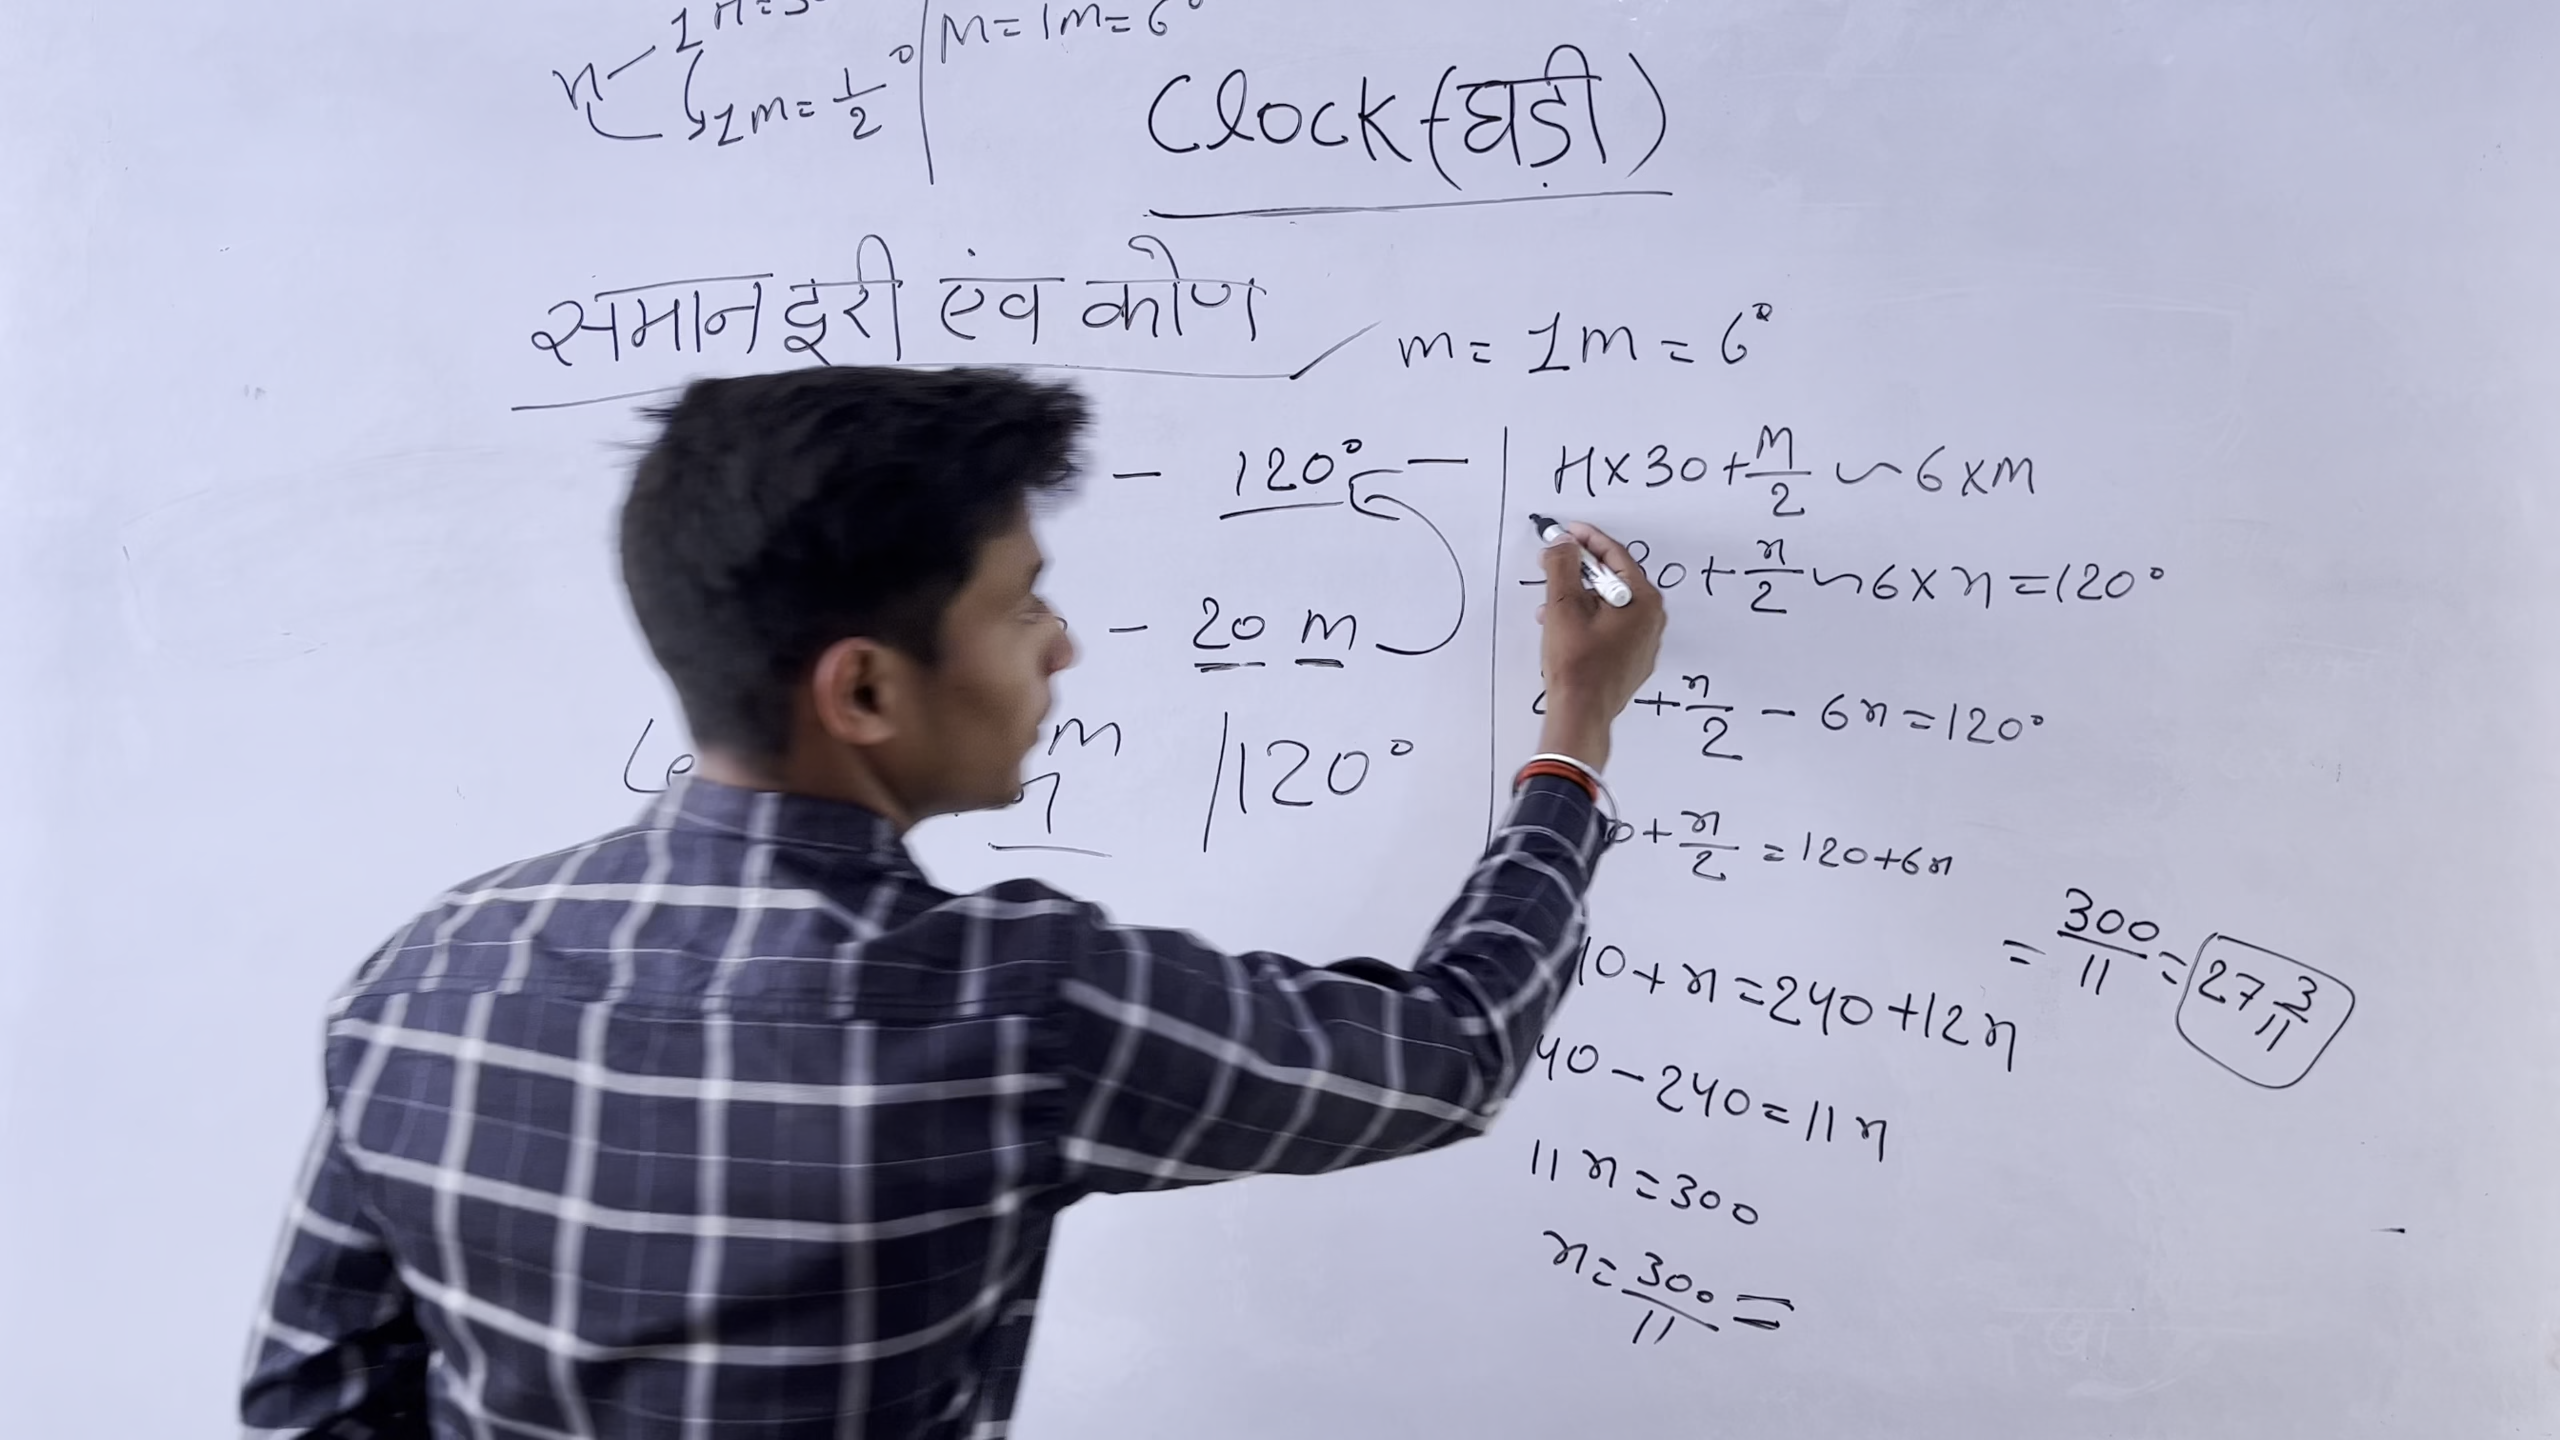 1H=3
H
1m=1/2°
M=1m=6°
Clock(घड़ी)
समान दुरी एंव कोण
m= 1m = 6°
- 120° -
- 20 m
Le
m
n
/120°
H×30+M/2 ~ 6×M
30+n/2~6×n=120°
+n/2 - 6n=120°
0+n/2=120+6n
10+n=240+12n
40-240=11n
11n=300
n=300/11=
=300/11=27 3/11